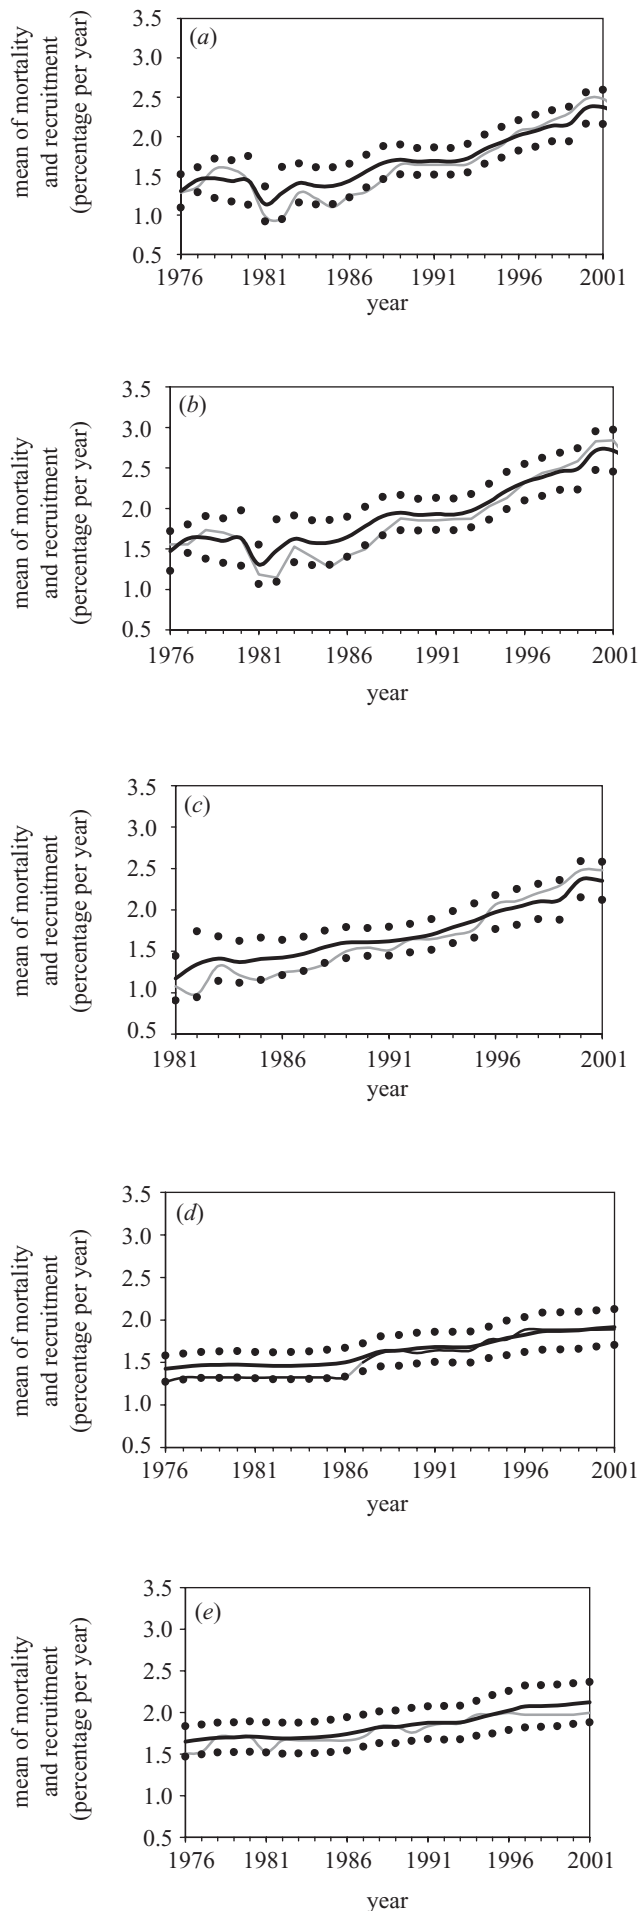 mean of mortality
and recruitment
(percentage per year)
(a)
3.5
3.0
2.5
2.0
1.5
1.0
0.5
1976 1981 1986 1991 1996 2001
year
mean of mortality
and recruitment
(percentage per year)
(b)
3.5
3.0
2.5
2.0
1.5
1.0
0.5
1976 1981 1986 1991 1996 2001
year
mean of mortality
and recruitment
(percentage per year)
(c)
3.5
3.0
2.5
2.0
1.5
1.0
0.5
1981 1986 1991 1996 2001
year
mean of mortality
and recruitment
(percentage per year)
(d)
3.5
3.0
2.5
2.0
1.5
1.0
0.5
1976 1981 1986 1991 1996 2001
year
mean of mortality
and recruitment
(percentage per year)
(e)
3.5
3.0
2.5
2.0
1.5
1.0
0.5
1976 1981 1986 1991 1996 2001
year